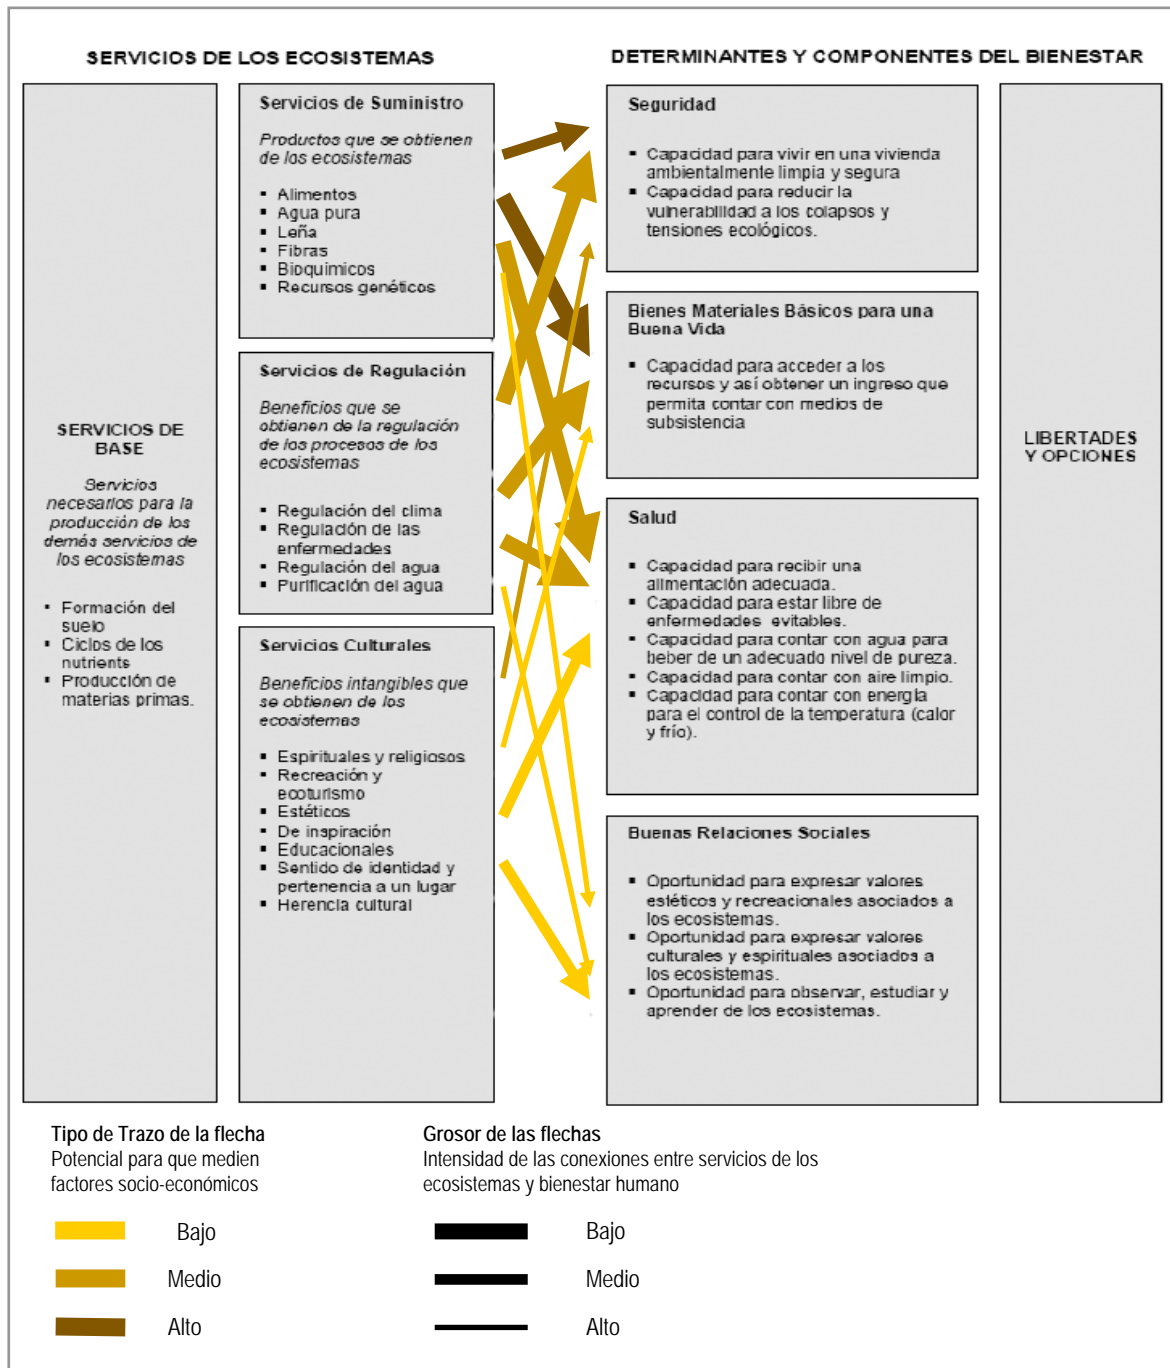 SERVICIOS DE LOS ECOSISTEMAS
DETERMINANTES Y COMPONENTES DEL BIENESTAR
SERVICIOS DE
BASE
Servicios
necesarios para la
producción de los
demás servicios de
los ecosistemas
▪ Formación del
suelo
▪ Ciclos de los
nutrients
▪ Producción de
materias primas.
Servicios de Suministro
Productos que se obtienen
de los ecosistemas
▪ Alimentos
▪ Agua pura
▪ Leña
▪ Fibras
▪ Bioquímicos
▪ Recursos genéticos
Servicios de Regulación
Beneficios que se
obtienen de la regulación
de los procesos de los
ecosistemas
▪ Regulación del clima
▪ Regulación de las
enfermedades
▪ Regulación del agua
▪ Purificación del agua
Servicios Culturales
Beneficios intangibles que
se obtienen de los
ecosistemas
▪ Espirituales y religiosos
▪ Recreación y
ecoturismo
▪ Estéticos
▪ De inspiración
▪ Educacionales
▪ Sentido de identidad y
pertenencia a un lugar
▪ Herencia cultural
Seguridad
▪ Capacidad para vivir en una vivienda
ambientalmente limpia y segura
▪ Capacidad para reducir la
vulnerabilidad a los colapsos y
tensiones ecológicos.
Bienes Materiales Básicos para una
Buena Vida
▪ Capacidad para acceder a los
recursos y así obtener un ingreso que
permita contar con medios de
subsistencia
Salud
▪ Capacidad para recibir una
alimentación adecuada.
▪ Capacidad para estar libre de
enfermedades evitables.
▪ Capacidad para contar con agua para
beber de un adecuado nivel de pureza.
▪ Capacidad para contar con aire limpio.
▪ Capacidad para contar con energía
para el control de la temperatura (calor
y frío).
Buenas Relaciones Sociales
▪ Oportunidad para expresar valores
estéticos y recreacionales asociados a
los ecosistemas.
▪ Oportunidad para expresar valores
culturales y espirituales asociados a
los ecosistemas.
▪ Oportunidad para observar, estudiar y
aprender de los ecosistemas.
LIBERTADES
Y OPCIONES
Tipo de Trazo de la flecha
Potencial para que medien
factores socio-económicos
Bajo
Medio
Alto
Grosor de las flechas
Intensidad de las conexiones entre servicios de los
ecosistemas y bienestar humano
Bajo
Medio
Alto